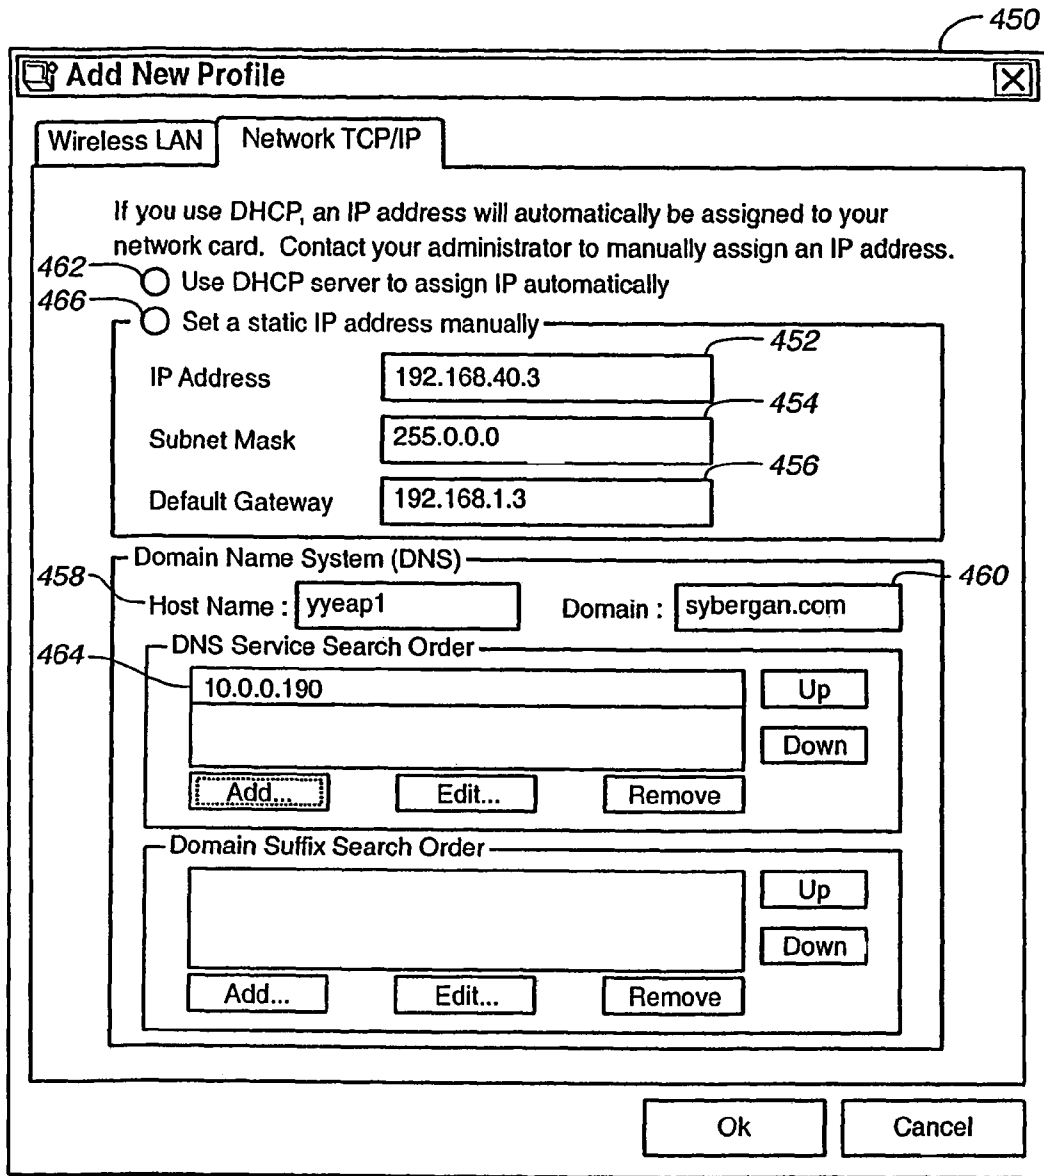 450
Add New Profile
Wireless LAN Network TCP/IP
If you use DHCP, an IP address will automatically be assigned to your
network card. Contact your administrator to manually assign an IP address.
462 Use DHCP server to assign IP automatically
466 Set a static IP address manually
452
IP Address 192.168.40.3
454
Subnet Mask 255.0.0.0
456
Default Gateway 192.168.1.3
Domain Name System (DNS)
458 460
Host Name : yyeap1 Domain : sybergan.com
DNS Service Search Order
464
10.0.0.190 Up
Down
Add... Edit... Remove
Domain Suffix Search Order
Up
Down
Add... Edit... Remove
Ok Cancel